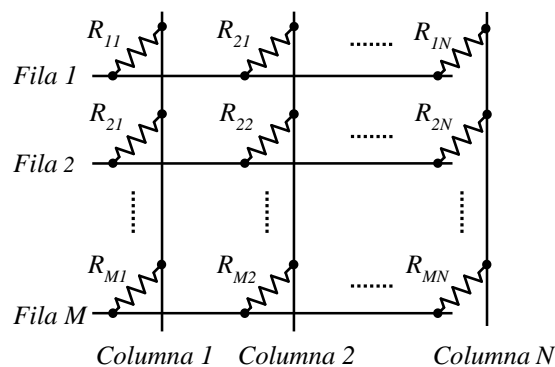 R11 R21 R1N
Fila 1
R21 R22 R2N
Fila 2
RM1 RM2 RMN
Fila M
Columna 1 Columna 2 Columna N